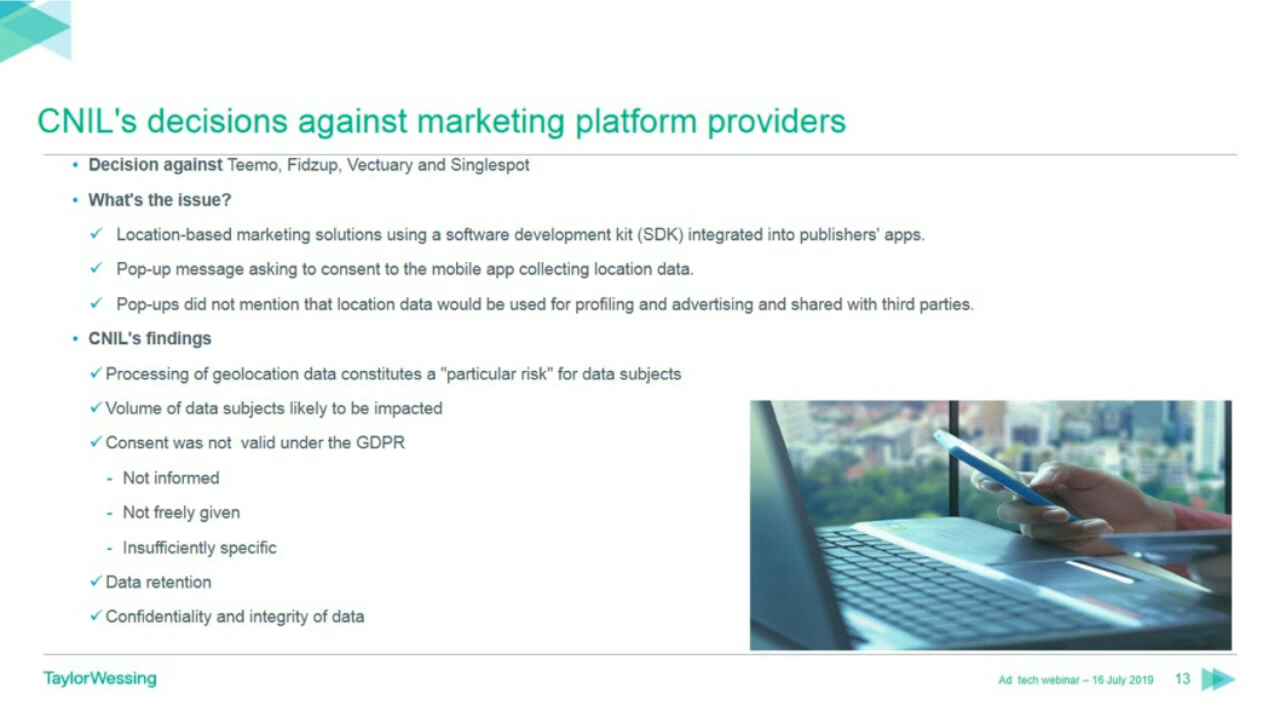 CNIL's decisions against marketing platform providers
• Decision against Teemo, Fidzup, Vectuary and Singlespot
• What's the issue?
✓ Location-based marketing solutions using a software development kit (SDK) integrated into publishers' apps.
✓ Pop-up message asking to consent to the mobile app collecting location data.
✓ Pop-ups did not mention that location data would be used for profiling and advertising and shared with third parties.
• CNIL's findings
✓ Processing of geolocation data constitutes a "particular risk" for data subjects
✓ Volume of data subjects likely to be impacted
✓ Consent was not valid under the GDPR
- Not informed
- Not freely given
- Insufficiently specific
✓ Data retention
✓ Confidentiality and integrity of data
TaylorWessing
Ad tech webinar – 16 July 2019 13